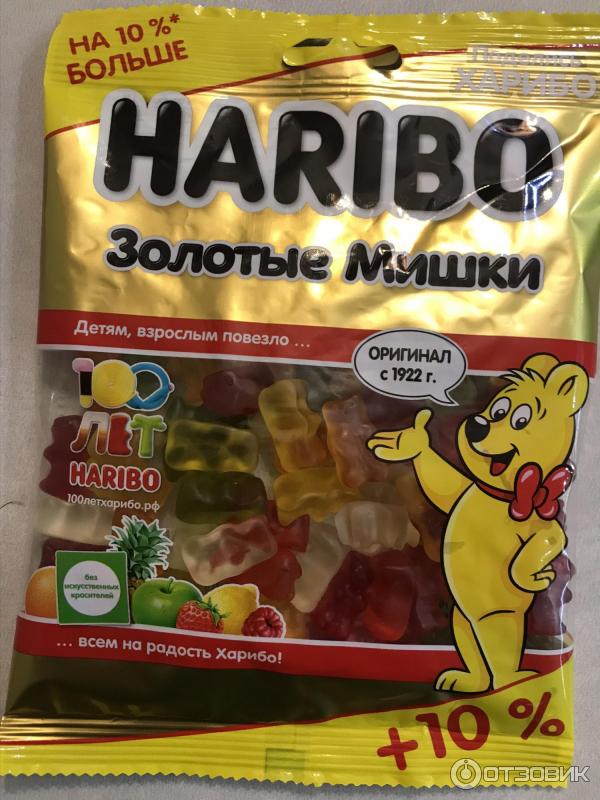 НА 10 %*
БОЛЬШЕ
Поделись
ХАРИБО
HARIBO
Золотые Мишки
Детям, взрослым повезло ...
ОРИГИНАЛ
с 1922 г.
100
ЛЕТ
HARIBO
100летхарибо.рф
без
искусственных
красителей
... всем на радость Харибо!
+10 %
ОТЗОВИК